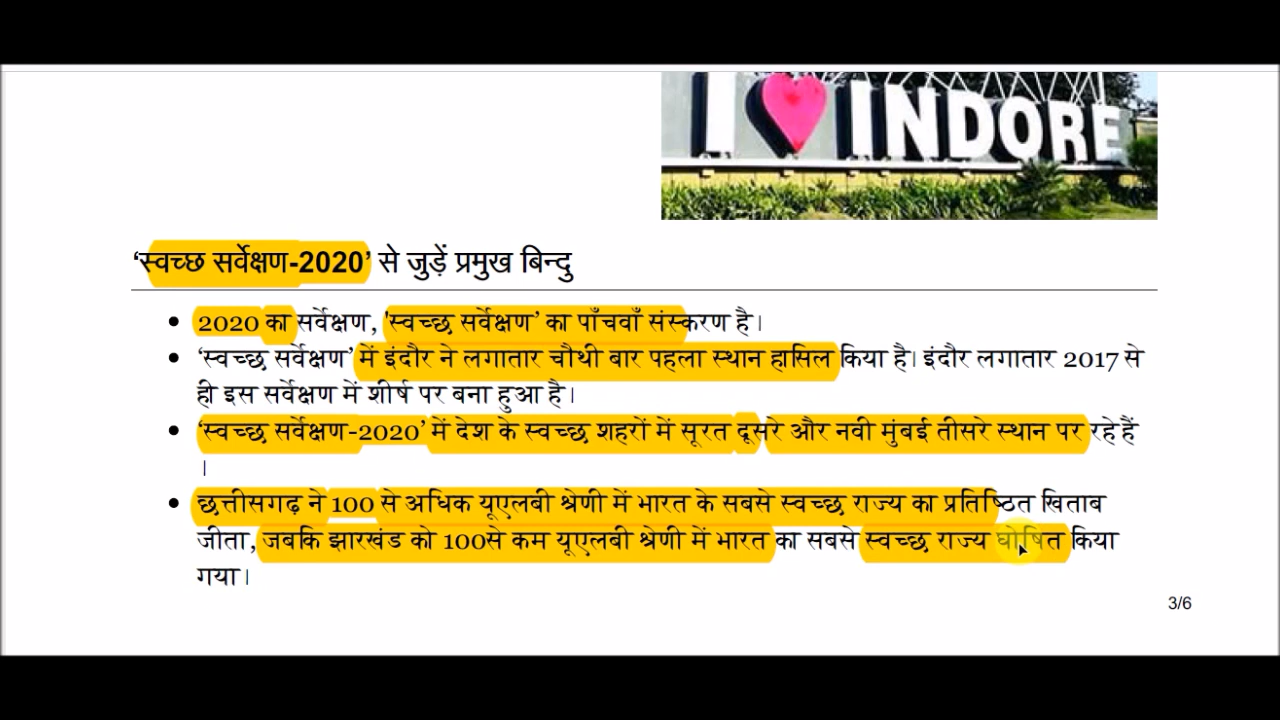 I ❤ INDORE
‘स्वच्छ सर्वेक्षण-2020’ से जुड़ें प्रमुख बिन्दु
• 2020 का सर्वेक्षण, 'स्वच्छ सर्वेक्षण’ का पाँचवाँ संस्करण है।
• ‘स्वच्छ सर्वेक्षण’ में इंदौर ने लगातार चौथी बार पहला स्थान हासिल किया है। इंदौर लगातार 2017 से
ही इस सर्वेक्षण में शीर्ष पर बना हुआ है।
• ‘स्वच्छ सर्वेक्षण-2020’ में देश के स्वच्छ शहरों में सूरत दूसरे और नवी मुंबई तीसरे स्थान पर रहे हैं
।
• छत्तीसगढ़ ने 100 से अधिक यूएलबी श्रेणी में भारत के सबसे स्वच्छ राज्य का प्रतिष्ठित खिताब
जीता, जबकि झारखंड को 100से कम यूएलबी श्रेणी में भारत का सबसे स्वच्छ राज्य घोषित किया
गया।
3/6